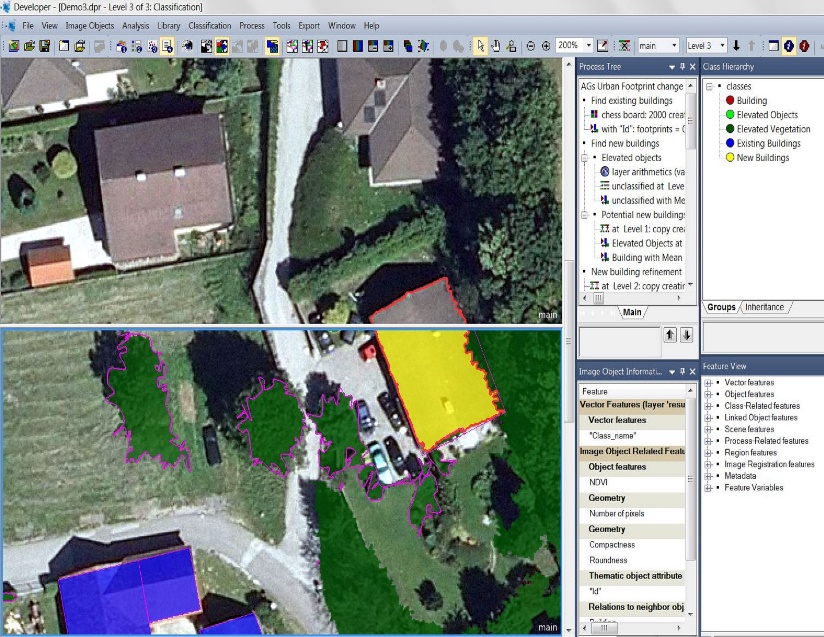 Developer - [Demo3.dpr - Level 3 of 3: Classification]
File View Image Objects Analysis Library Classification Process Tools Export Window Help
200% main Level 3
Process Tree
AGs Urban Footprint change
Find existing buildings
chess board: 2000 creat
with "Id": footprints = 0
Find new buildings
Elevated objects
layer arithmetics (va
unclassified at Leve
unclassified with Me
Potential new buildings
at Level 1: copy crea
Elevated Objects at
Building with Mean
New building refinement
at Level 2: copy creatin
Main
Class Hierarchy
classes
Building
Elevated Objects
Elevated Vegetation
Existing Buildings
New Buildings
Groups Inheritance
main
main
Image Object Informati...
Feature
Vector Features (layer 'resu
Vector features
"Class_name"
Image Object Related Featu
Object features
NDVI
Geometry
Number of pixels
Geometry
Compactness
Roundness
Thematic object attribute
"Id"
Relations to neighbor obj
Feature View
Vector features
Object features
Class-Related features
Linked Object features
Scene features
Process-Related features
Region features
Image Registration features
Metadata
Feature Variables